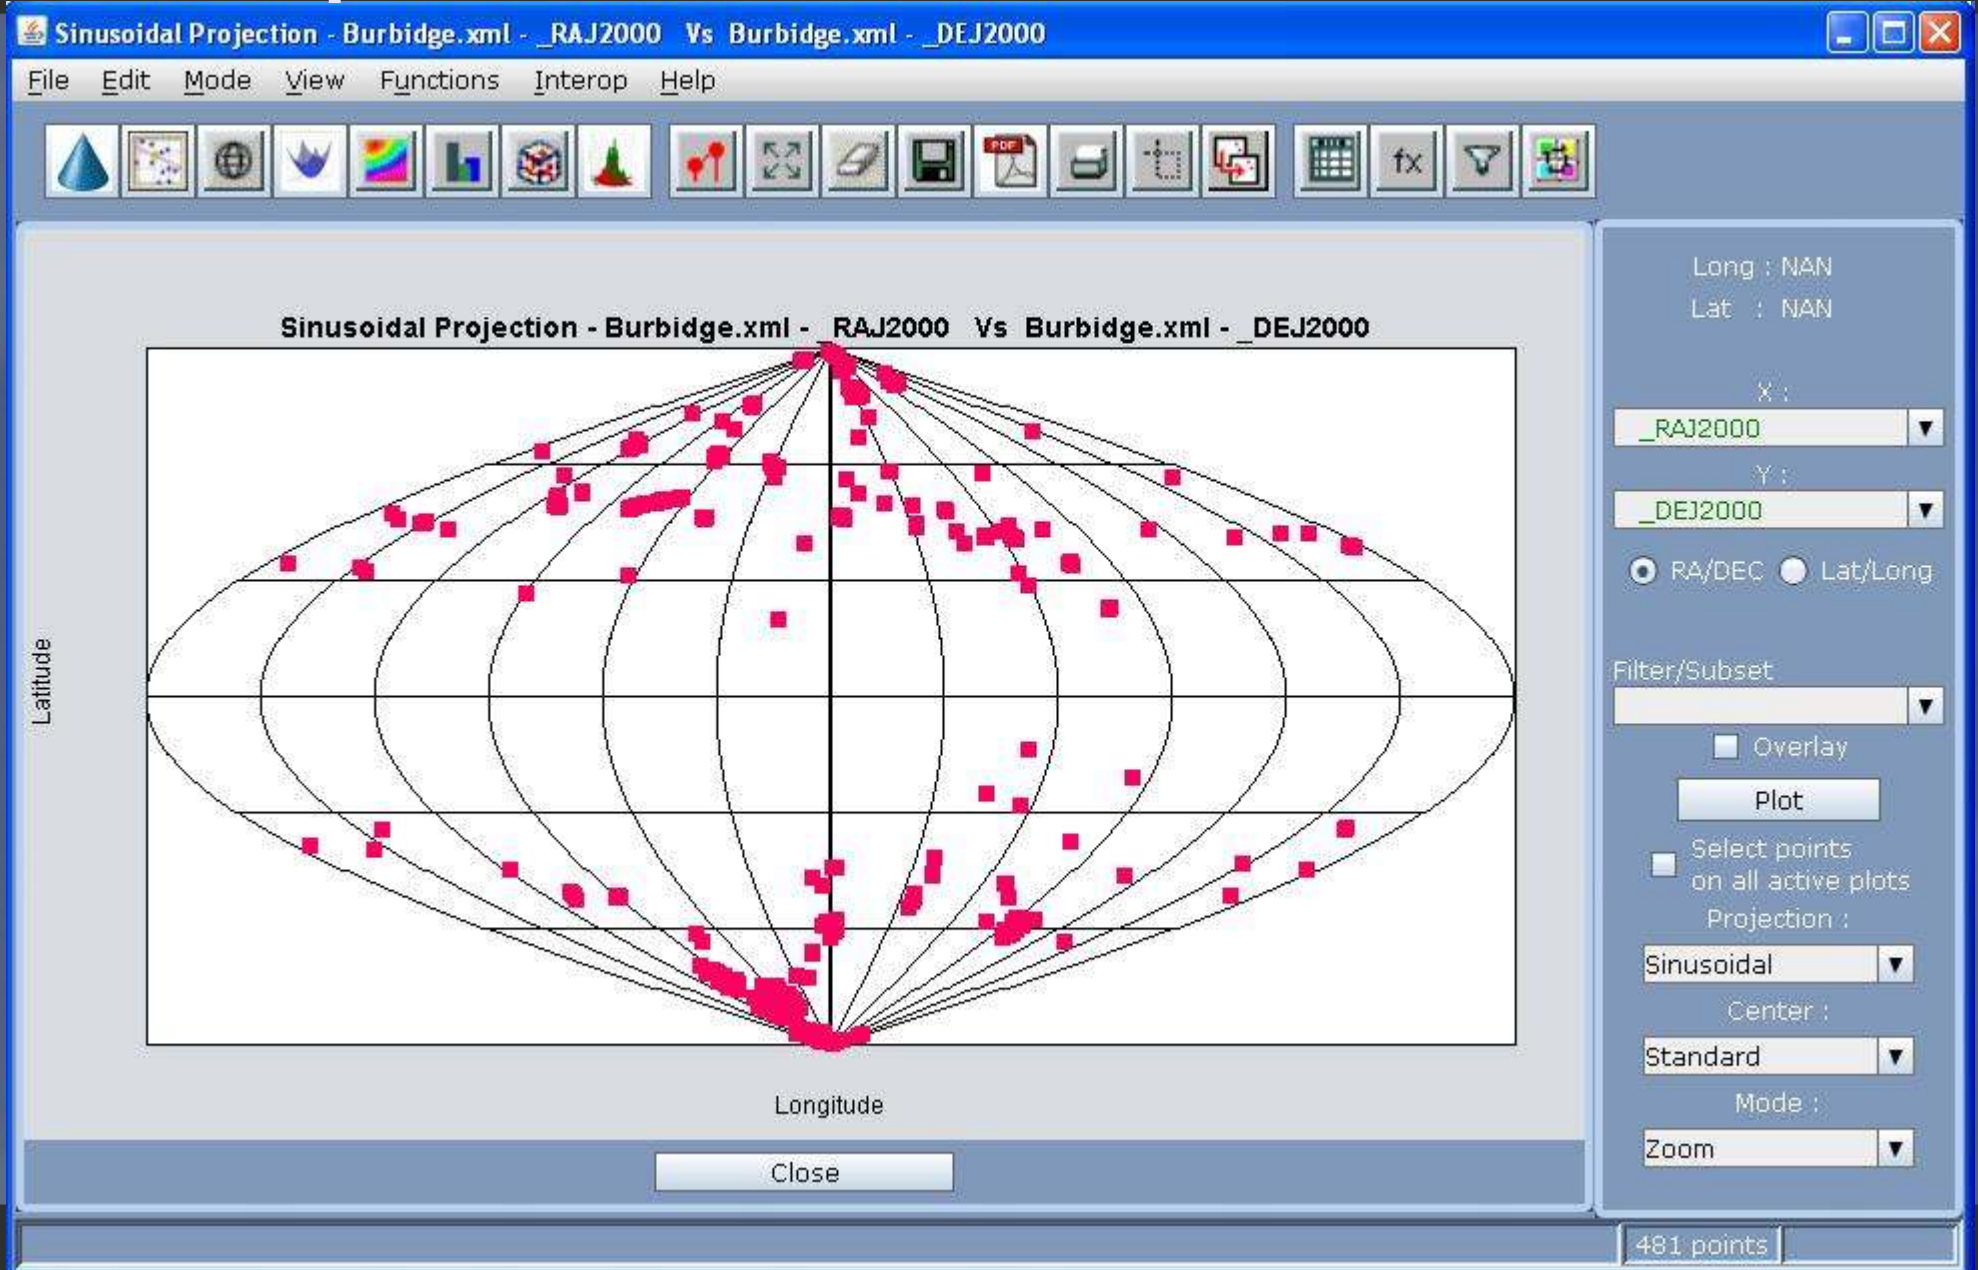 Sinusoidal Projection - Burbidge.xml - _RAJ2000   Vs  Burbidge.xml - _DEJ2000
File Edit Mode View Functions Interop Help
PDF
fx
Sinusoidal Projection - Burbidge.xml - _RAJ2000   Vs  Burbidge.xml - _DEJ2000
Latitude
Longitude
Close
Long : NAN
Lat : NAN
X :
_RAJ2000
Y :
_DEJ2000
RA/DEC Lat/Long
Filter/Subset
Overlay
Plot
Select points
on all active plots
Projection :
Sinusoidal
Center :
Standard
Mode :
Zoom
481 points